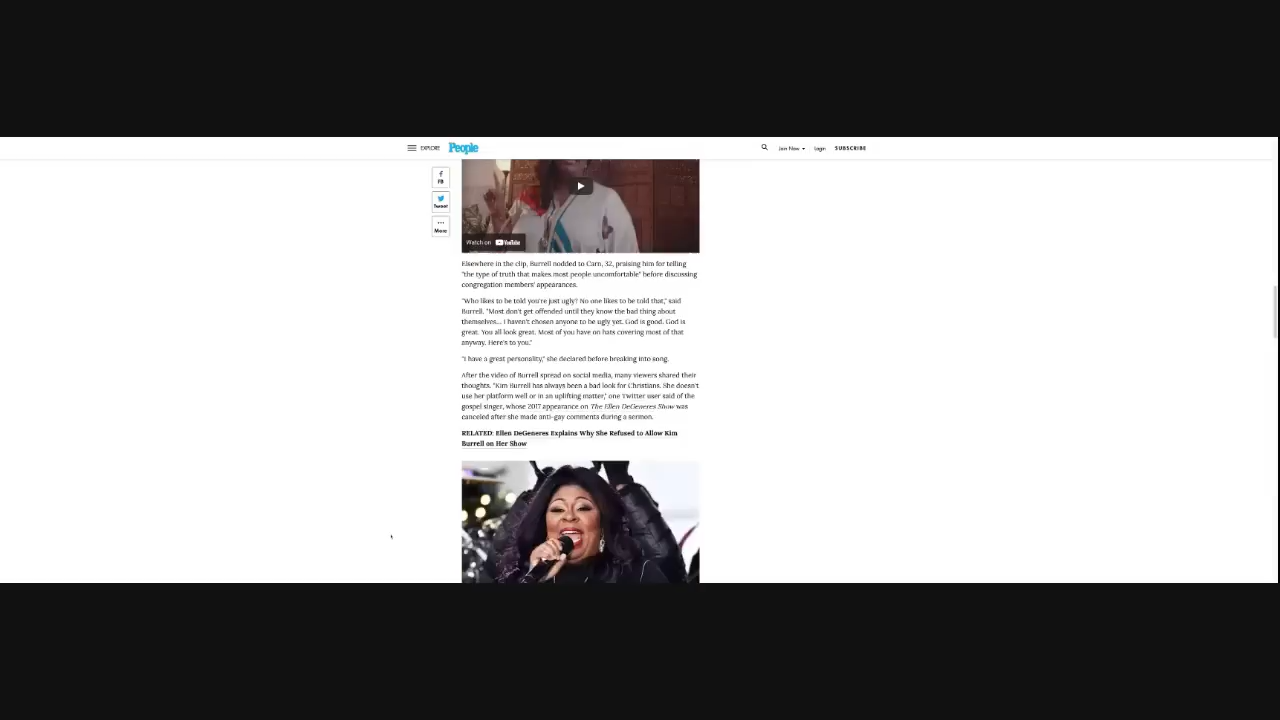 EXPLORE People Join Now Login SUBSCRIBE
FB
Tweet
More
Watch on YouTube
Elsewhere in the clip, Burrell nodded to Carn, 32, praising him for telling
"the type of truth that makes most people uncomfortable" before discussing
congregation members' appearances.
"Who likes to be told you're just ugly? No one likes to be told that," said
Burrell. "Most don't get offended until they know the bad thing about
themselves... I haven't chosen anyone to be ugly yet. God is good. God is
great. You all look great. Most of you have on hats covering most of that
anyway. Here's to you."
"I have a great personality," she declared before breaking into song.
After the video of Burrell spread on social media, many viewers shared their
thoughts. "Kim Burrell has always been a bad look for Christians. She doesn't
use her platform well or in an uplifting matter," one Twitter user said of the
gospel singer, whose 2017 appearance on The Ellen DeGeneres Show was
canceled after she made anti-gay comments during a sermon.
RELATED: Ellen DeGeneres Explains Why She Refused to Allow Kim
Burrell on Her Show